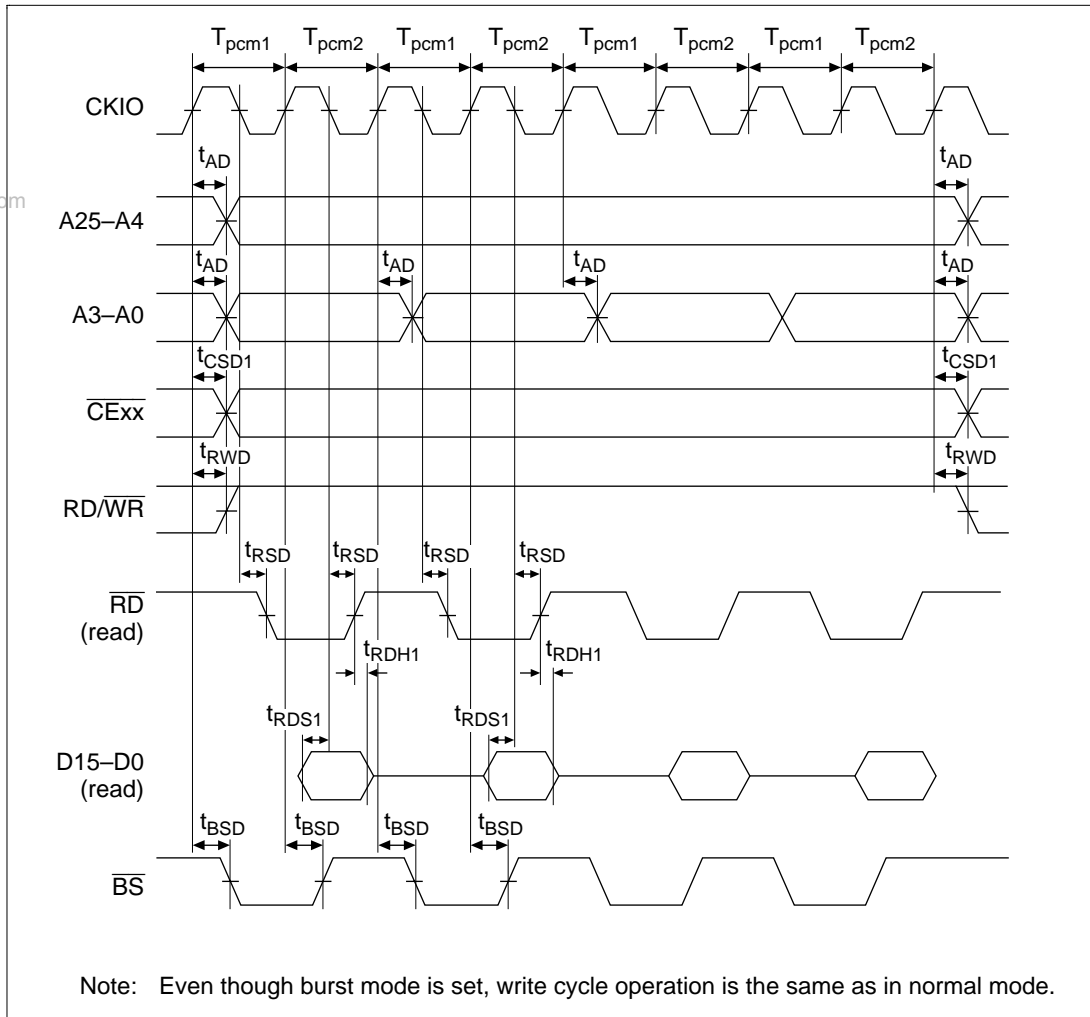 Tpcm1 Tpcm2 Tpcm1 Tpcm2 Tpcm1 Tpcm2 Tpcm1 Tpcm2
CKIO
tAD tAD
om
A25–A4
tAD tAD tAD tAD
A3–A0
tCSD1 tCSD1
CExx
tRWD tRWD
RD/WR
tRSD tRSD tRSD tRSD
RD
(read)
tRDH1 tRDH1
tRDS1 tRDS1
D15–D0
(read)
tBSD tBSD tBSD tBSD
BS
Note: Even though burst mode is set, write cycle operation is the same as in normal mode.